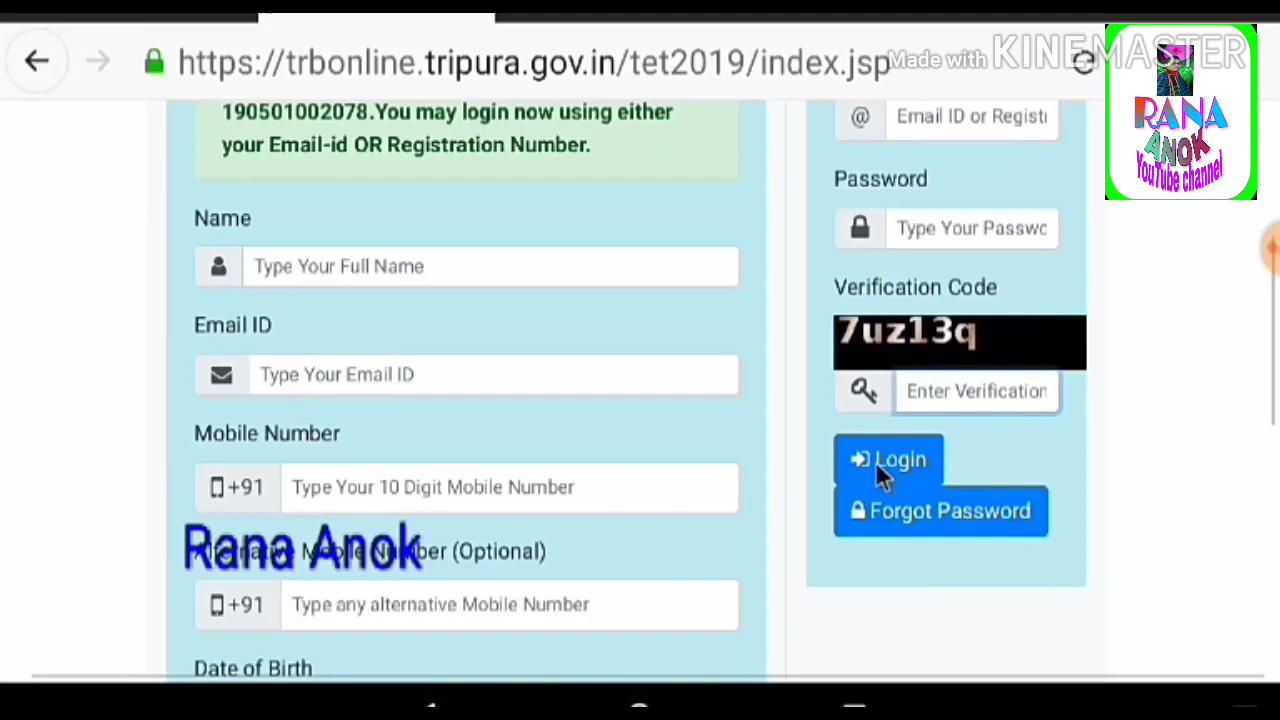 https://trbonline.tripura.gov.in/tet2019/index.jsp
Made with KINEMASTER
RANA
ANOK
YouTube channel
190501002078.You may login now using either
your Email-id OR Registration Number.
Name
Type Your Full Name
Email ID
Type Your Email ID
Mobile Number
+91 Type Your 10 Digit Mobile Number
Rana Anok
Alternative Mobile Number (Optional)
+91 Type any alternative Mobile Number
Date of Birth
@ Email ID or Registi
Password
Type Your Passwc
Verification Code
7uz13q
Enter Verification
Login
Forgot Password